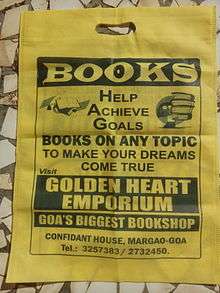 BOOKS
HELP
ACHIEVE
GOALS
BOOKS ON ANY TOPIC
TO MAKE YOUR DREAMS
COME TRUE
Visit
GOLDEN HEART
EMPORIUM
GOA'S BIGGEST BOOKSHOP
CONFIDANT HOUSE, MARGAO-GOA
Tel.: 3257383 / 2732450.